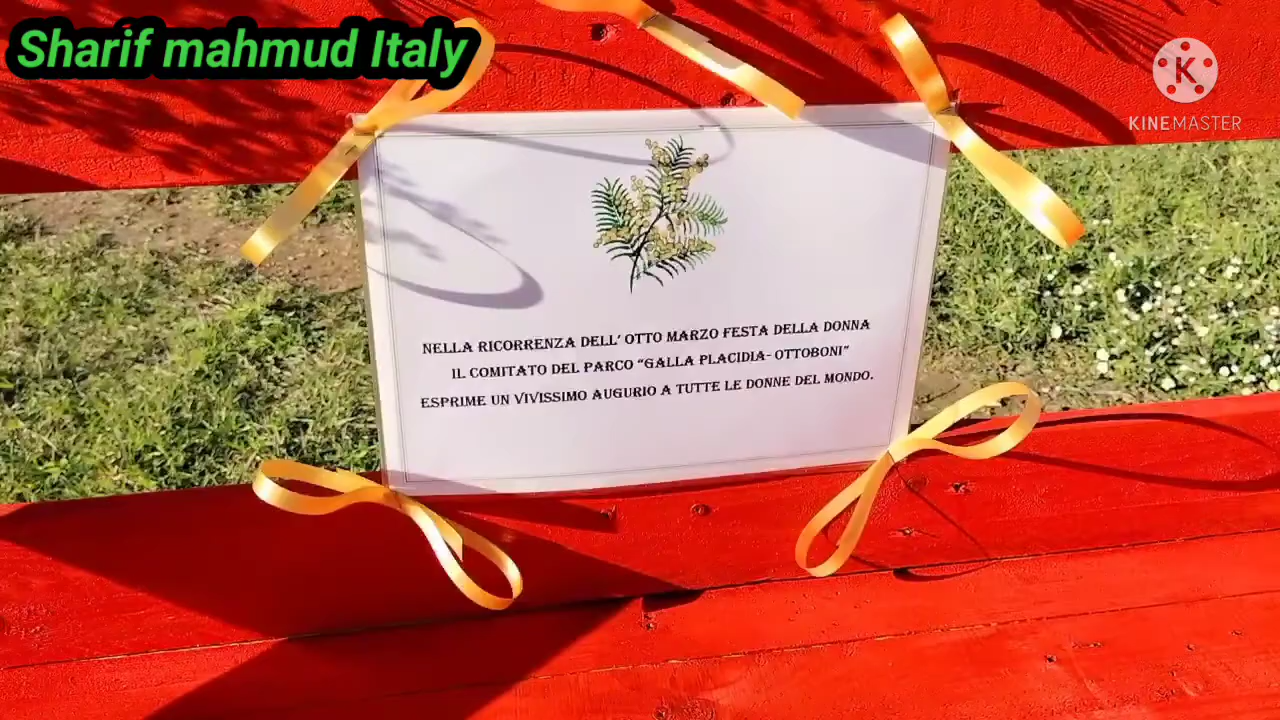 Sharif mahmud Italy
K
KINEMASTER
NELLA RICORRENZA DELL' OTTO MARZO FESTA DELLA DONNA
IL COMITATO DEL PARCO "GALLA PLACIDIA- OTTOBONI"
ESPRIME UN VIVISSIMO AUGURIO A TUTTE LE DONNE DEL MONDO.